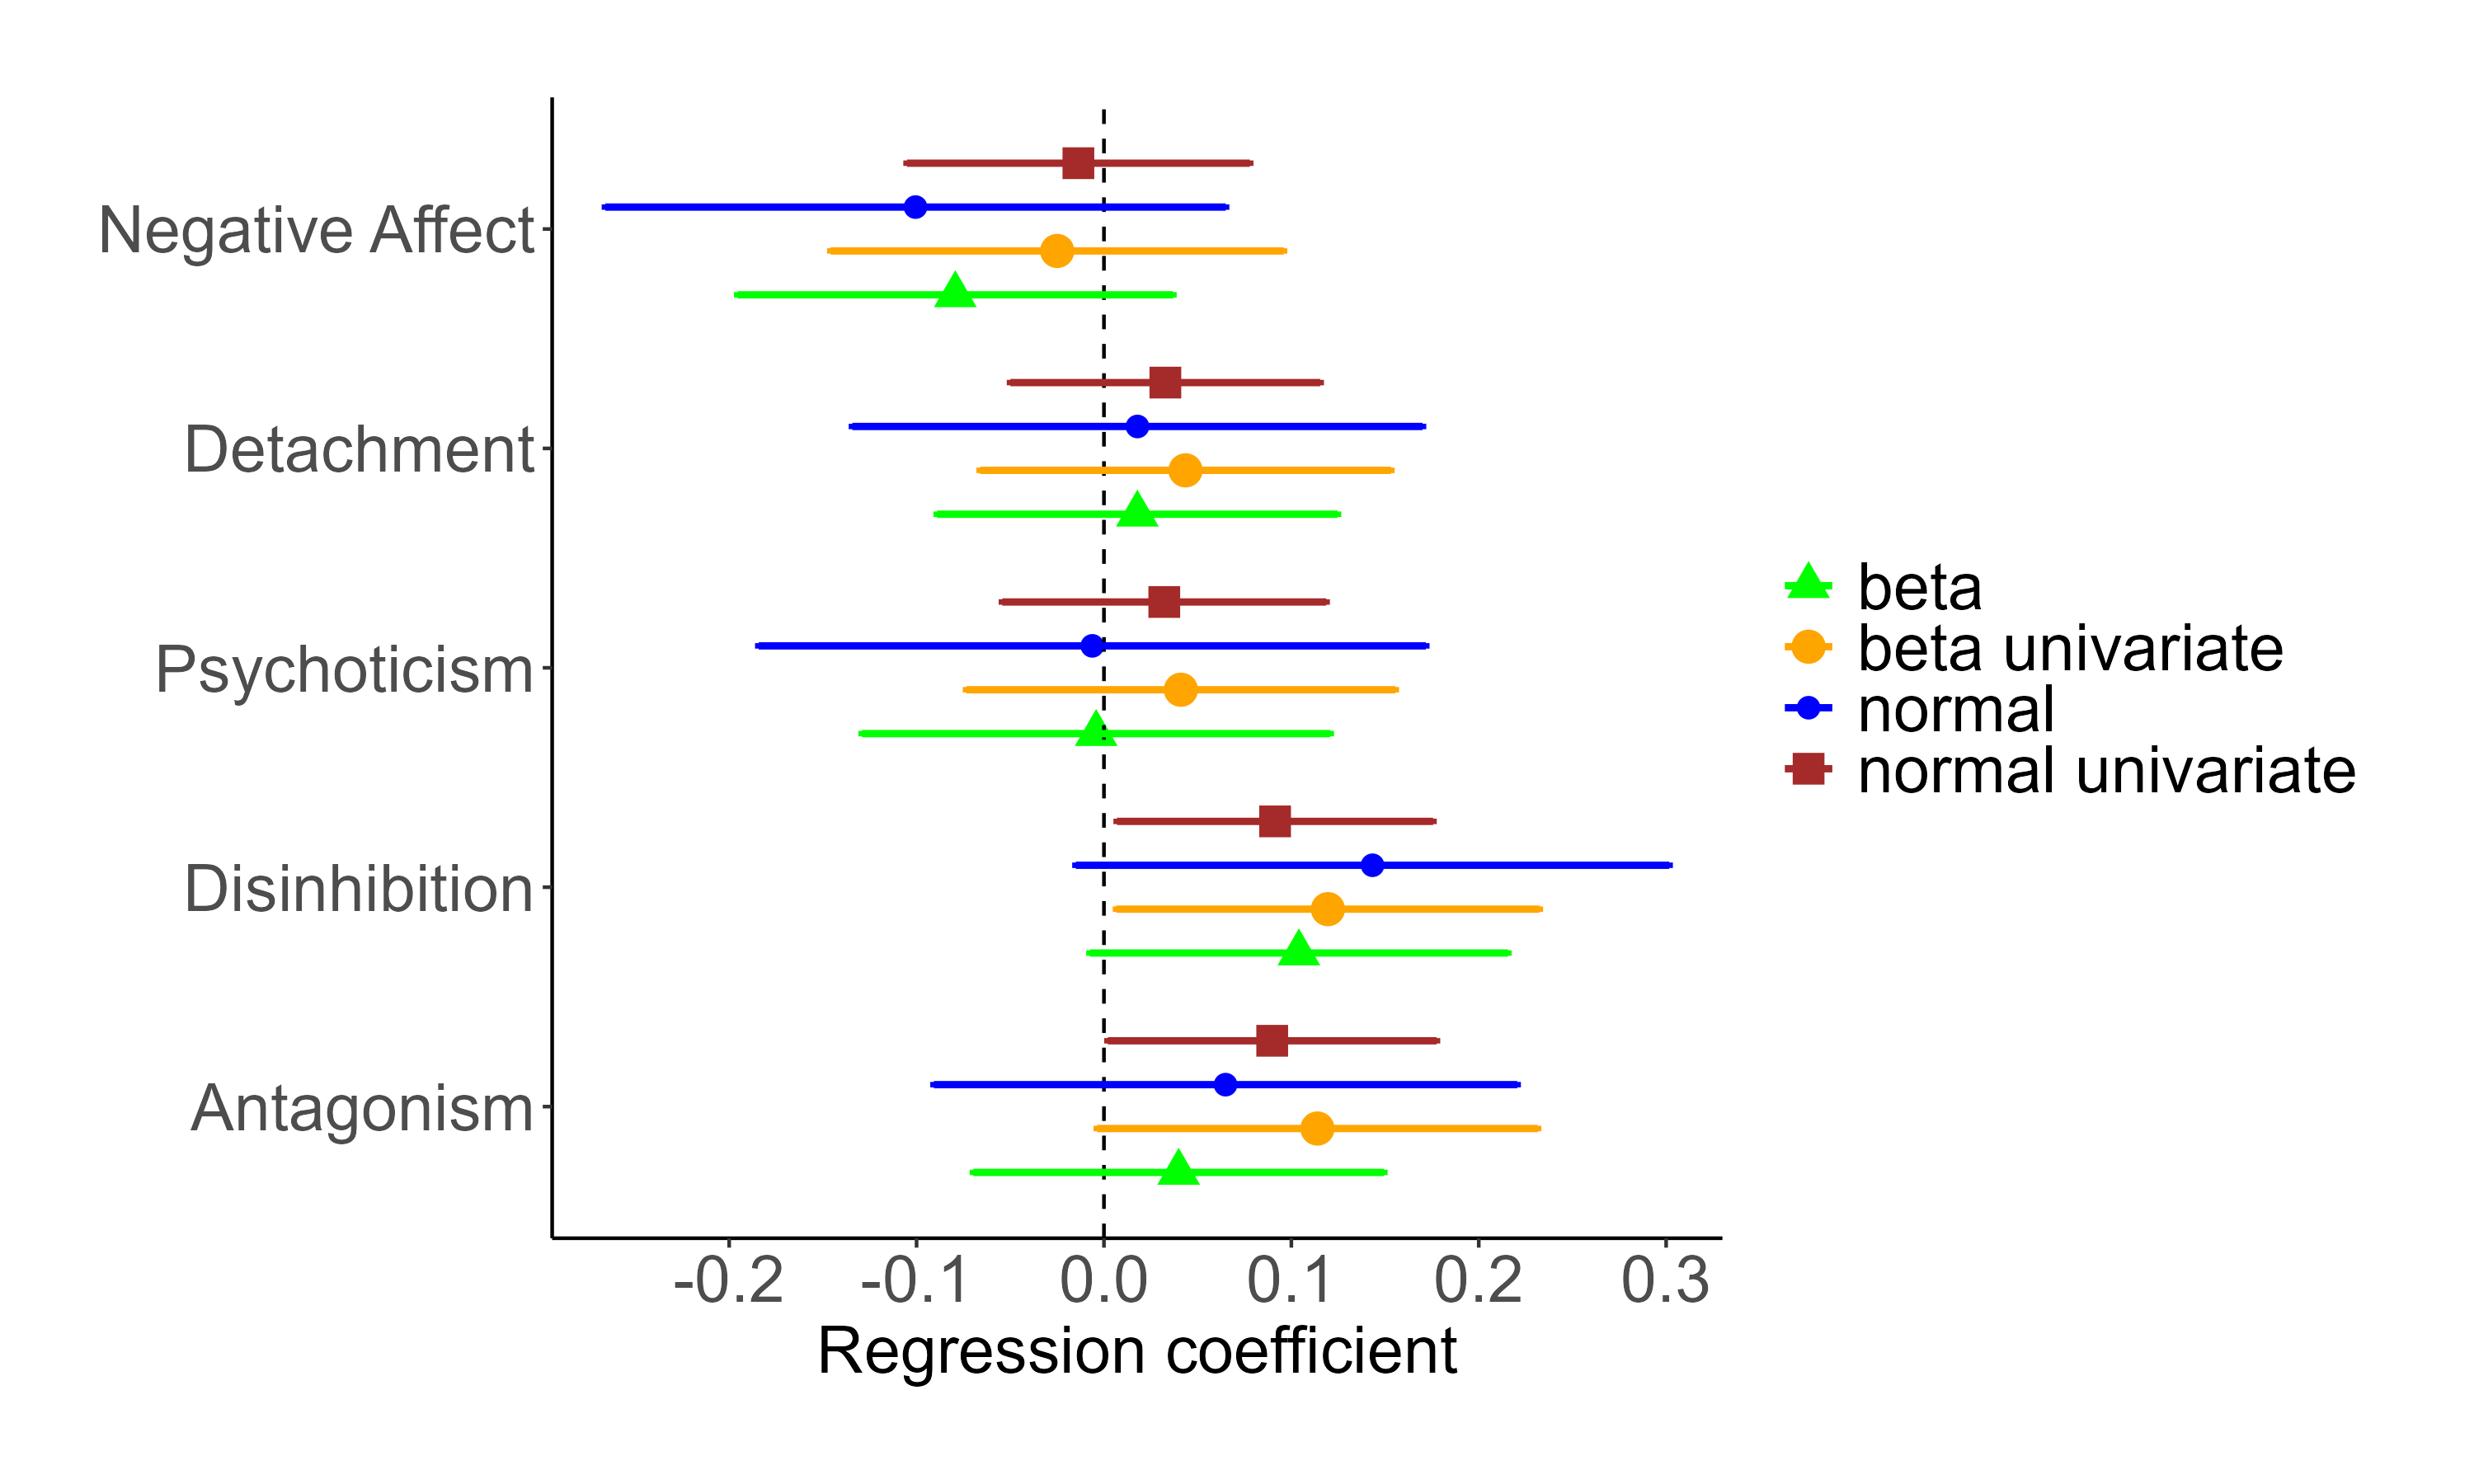 Negative Affect
Detachment
Psychoticism
Disinhibition
Antagonism
-0.2 -0.1 0.0 0.1 0.2 0.3
Regression coefficient
beta
beta univariate
normal
normal univariate